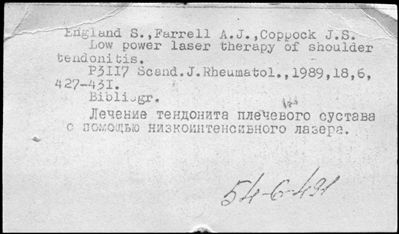 England S., Farrell A.J., Coppock J.S.
Low power laser therapy of shoulder
tendonitis.
P3117 Scand.J.Rheumatol.,1989,18,6,
427-431.
Bibliogr.
Лечение тендонита плечевого сустава
с помощью низкоинтенсивного лазера.
54-6-491